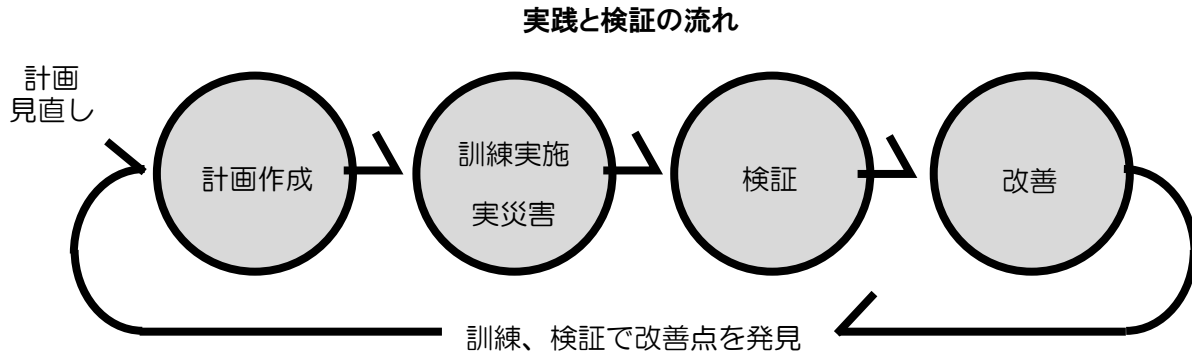 実践と検証の流れ
計画
見直し
計画作成
訓練実施
実災害
検証
改善
訓練、検証で改善点を発見